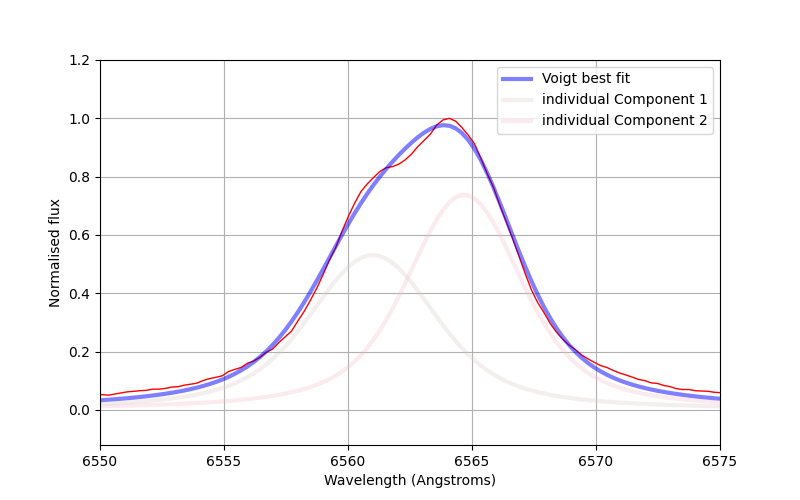 1.2
1.0
0.8
0.6
0.4
0.2
0.0
Normalised flux
Voigt best fit
individual Component 1
individual Component 2
6550 6555 6560 6565 6570 6575
Wavelength (Angstroms)